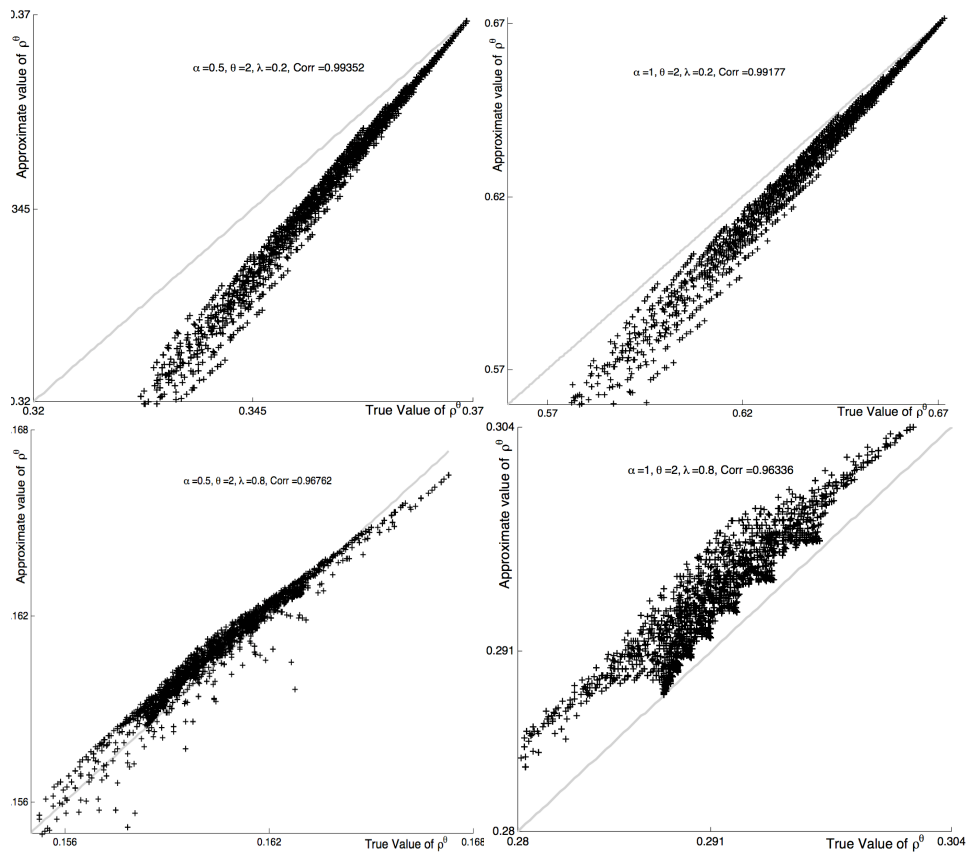 0.37
Approximate value of ρ^θ
α =0.5, θ =2, λ =0.2, Corr =0.99352
.345
0.32
0.32 0.345 0.37
True Value of ρ^θ
0.67
Approximate value of ρ^θ
α =1, θ =2, λ =0.2, Corr =0.99177
0.62
0.57
0.57 0.62 0.67
True Value of ρ^θ
.168
Approximate value of ρ^θ
α =0.5, θ =2, λ =0.8, Corr =0.96762
.162
.156
0.156 0.162 0.168
True Value of ρ^θ
0.304
Approximate value of ρ^θ
α =1, θ =2, λ =0.8, Corr =0.96336
0.291
0.28
0.28 0.291 0.304
True Value of ρ^θ